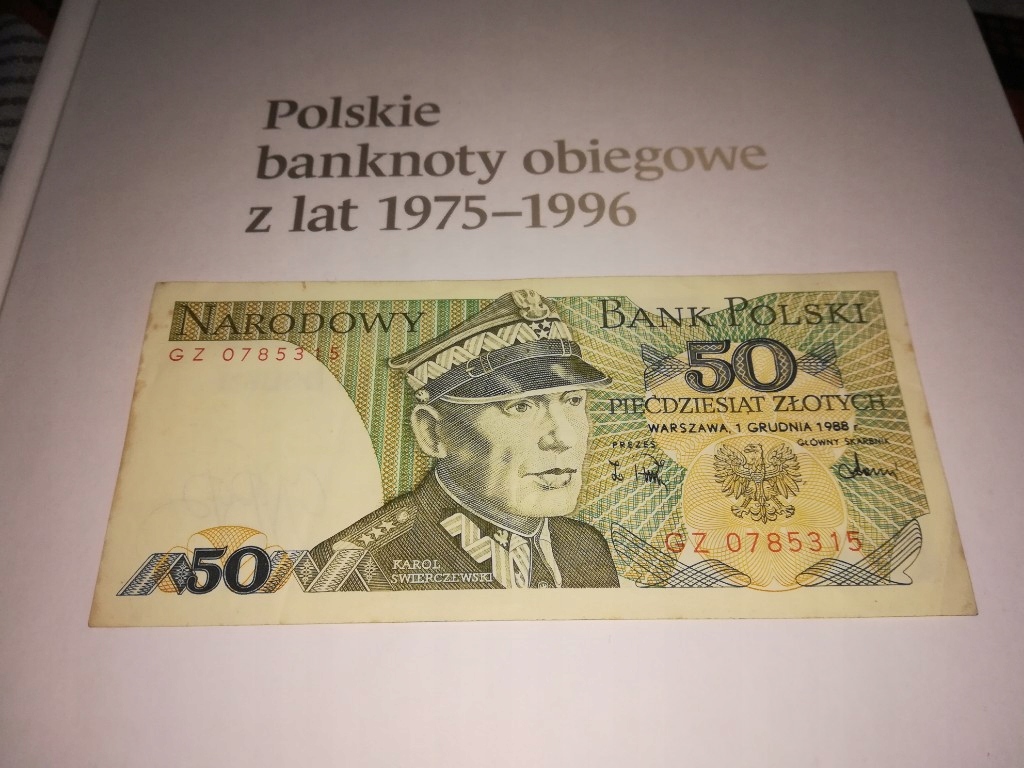 Polskie
banknoty obiegowe
z lat 1975–1996
NARODOWY BANK POLSKI
GZ 0785315
50
PIĘĆDZIESIĄT ZŁOTYCH
WARSZAWA, 1 GRUDNIA 1988 r.
PREZES GŁÓWNY SKARBNIK
GZ 0785315
50
KAROL
ŚWIERCZEWSKI